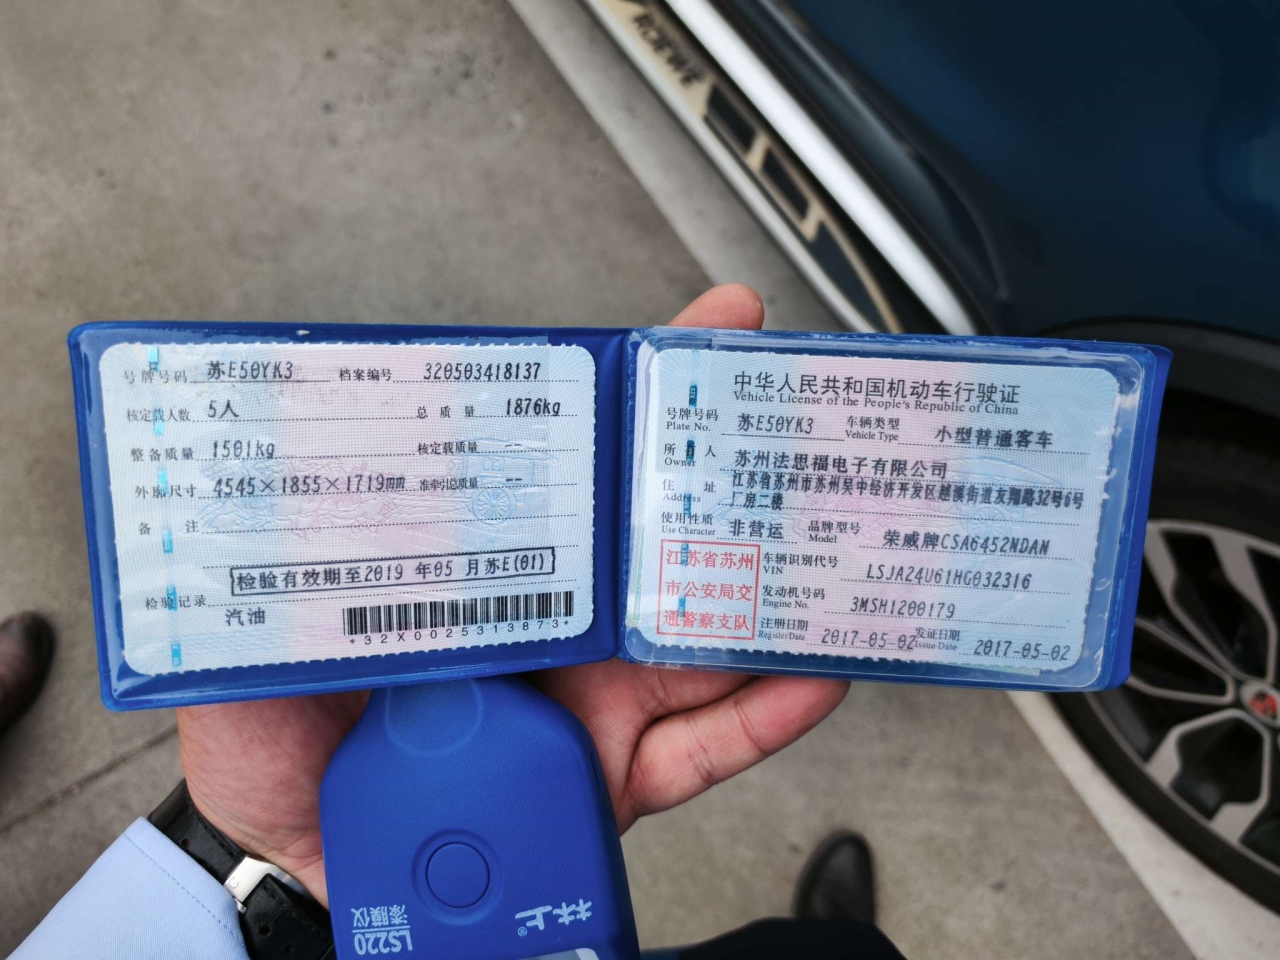 号牌号码 苏E50YK3 档案编号 320503418137
核定载人数 5人 总质量 1876kg
整备质量 1501kg 核定载质量 --
外廓尺寸 4545×1855×1719mm 准牵引总质量 --
备注
检验有效期至2019年05月苏E(01)
检验记录
汽油
*32X0025313873*
中华人民共和国机动车行驶证
Vehicle License of the People's Republic of China
号牌号码 苏E50YK3 车辆类型 小型普通客车
Plate No. Vehicle Type
所有人 苏州法思福电子有限公司
Owner
住址 江苏省苏州市苏州吴中经济开发区越溪街道友翔路32号6号
Address 厂房二楼
使用性质 非营运 品牌型号 荣威牌CSA6452NDAN
Use Character Model
江苏省苏州
市公安局交
通警察支队
车辆识别代号 LSJA24U61HG032316
VIN
发动机号码 3MSH1200179
Engine No.
注册日期 2017-05-02 发证日期 2017-05-02
Register Date Issue Date
ROEWE
林上®
LS220
漆膜仪